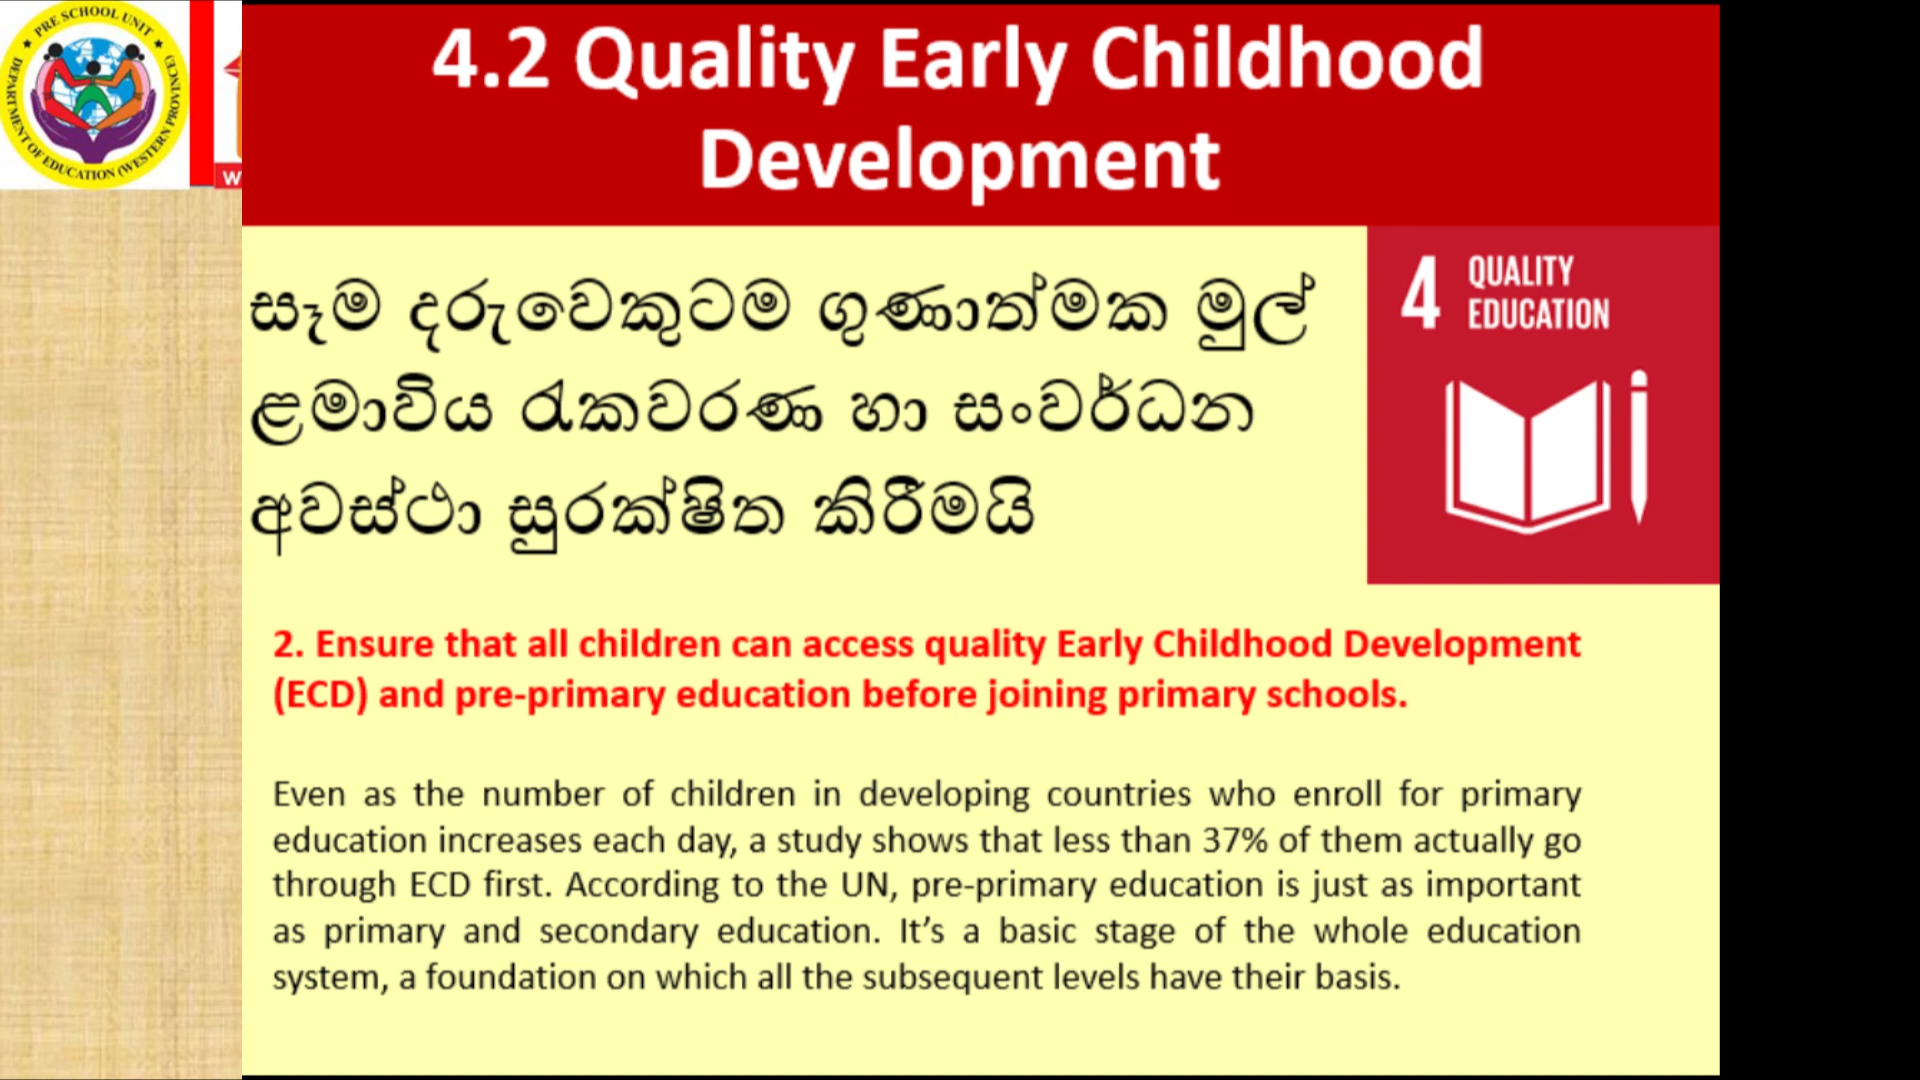 PRE SCHOOL UNIT
DEPARTMENT OF EDUCATION (WESTERN PROVINCE)
W
4.2 Quality Early Childhood
Development
සෑම දරුවෙකුටම ගුණාත්මක මුල්
ළමාවිය රැකවරණ හා සංවර්ධන
අවස්ථා සුරක්ෂිත කිරීමයි
4 QUALITY
EDUCATION
2. Ensure that all children can access quality Early Childhood Development
(ECD) and pre-primary education before joining primary schools.
Even as the number of children in developing countries who enroll for primary
education increases each day, a study shows that less than 37% of them actually go
through ECD first. According to the UN, pre-primary education is just as important
as primary and secondary education. It’s a basic stage of the whole education
system, a foundation on which all the subsequent levels have their basis.